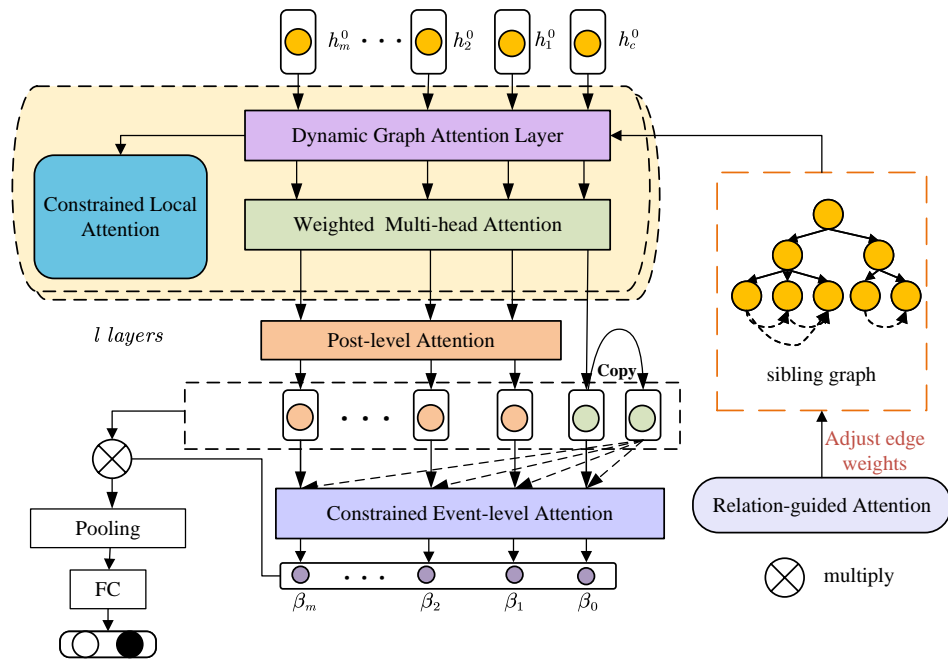 h_m^0 · · · h_2^0 h_1^0 h_c^0
Dynamic Graph Attention Layer
Constrained Local
Attention
Weighted Multi-head Attention
l layers
Post-level Attention
Copy
· · ·
sibling graph
Adjust edge
weights
Relation-guided Attention
Constrained Event-level Attention
Pooling
FC
· · ·
β_m β_2 β_1 β_0
multiply